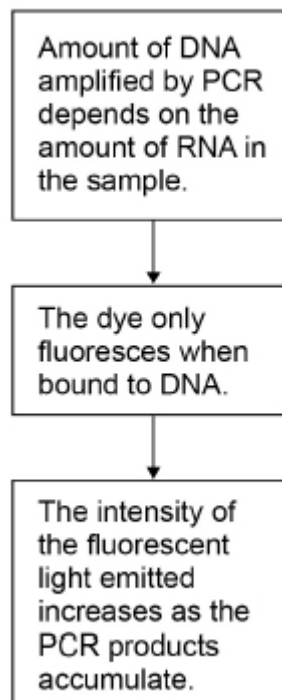 Amount of DNA
amplified by PCR
depends on the
amount of RNA in
the sample.
The dye only
fluoresces when
bound to DNA.
The intensity of
the fluorescent
light emitted
increases as the
PCR products
accumulate.